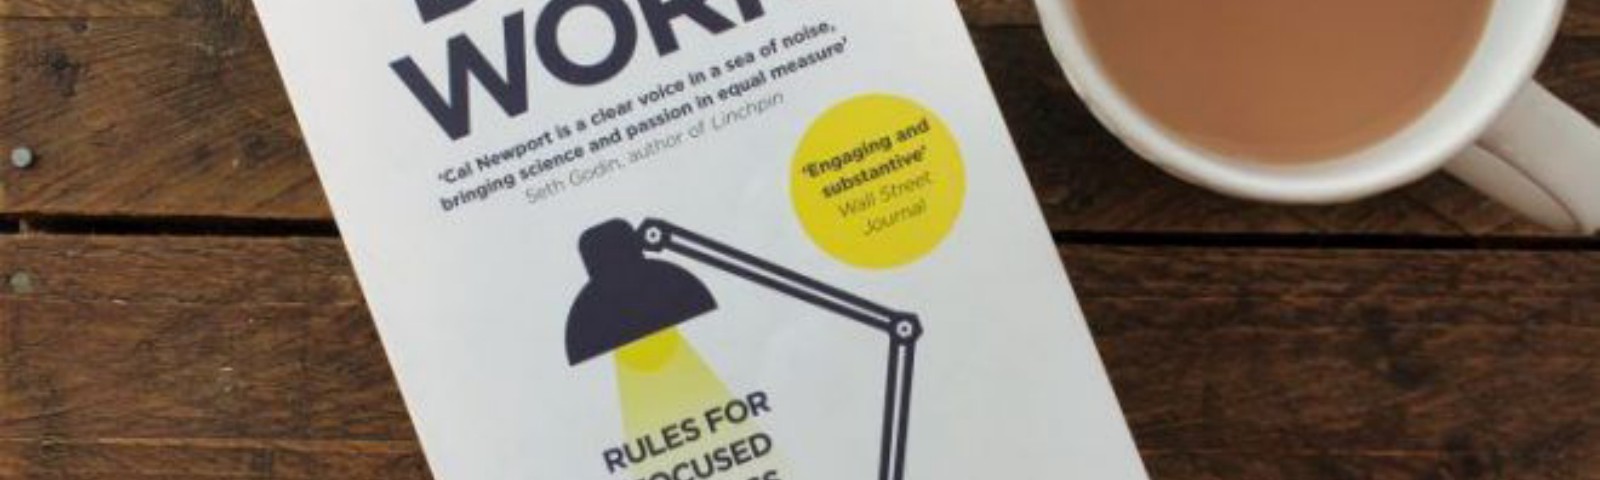 WORK
'Cal Newport is a clear voice in a sea of noise,
bringing science and passion in equal measure'
Seth Godin, author of Linchpin
'Engaging and
substantive'
Wall Street
Journal
RULES FOR
FOCUSED